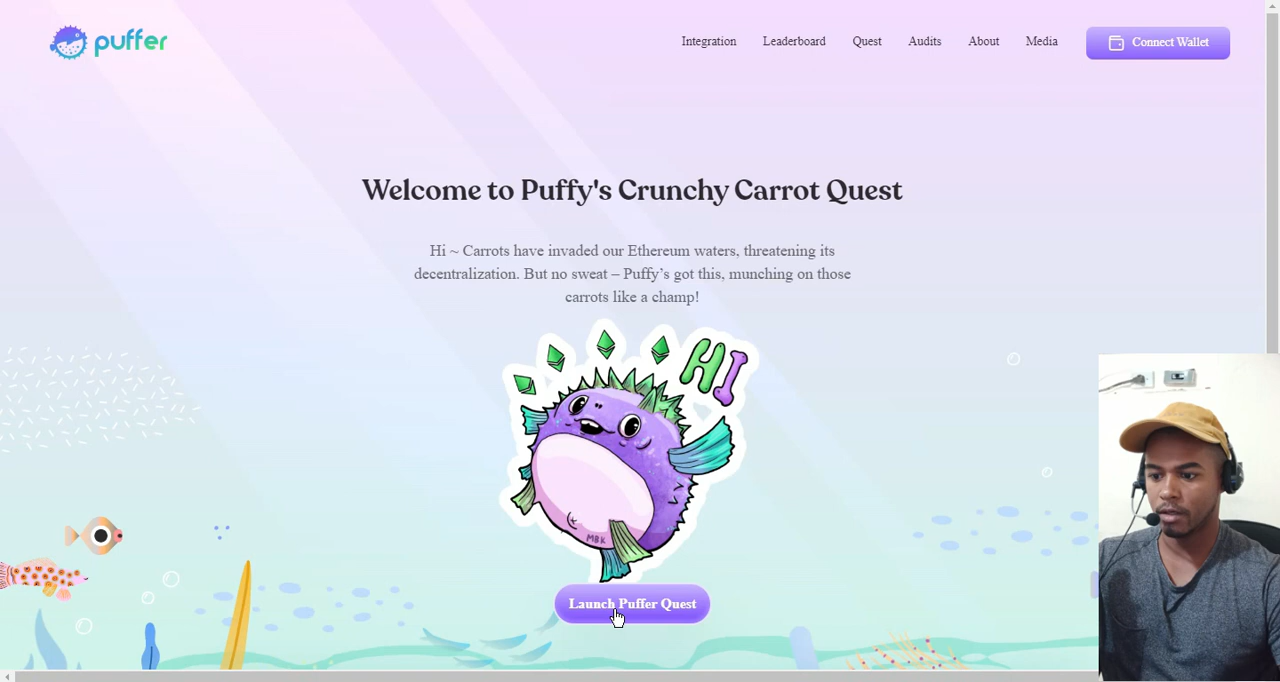 puffer
Integration
Leaderboard
Quest
Audits
About
Media
Connect Wallet
Welcome to Puffy's Crunchy Carrot Quest
Hi ~ Carrots have invaded our Ethereum waters, threatening its
decentralization. But no sweat – Puffy’s got this, munching on those
carrots like a champ!
HI
MBK
Launch Puffer Quest